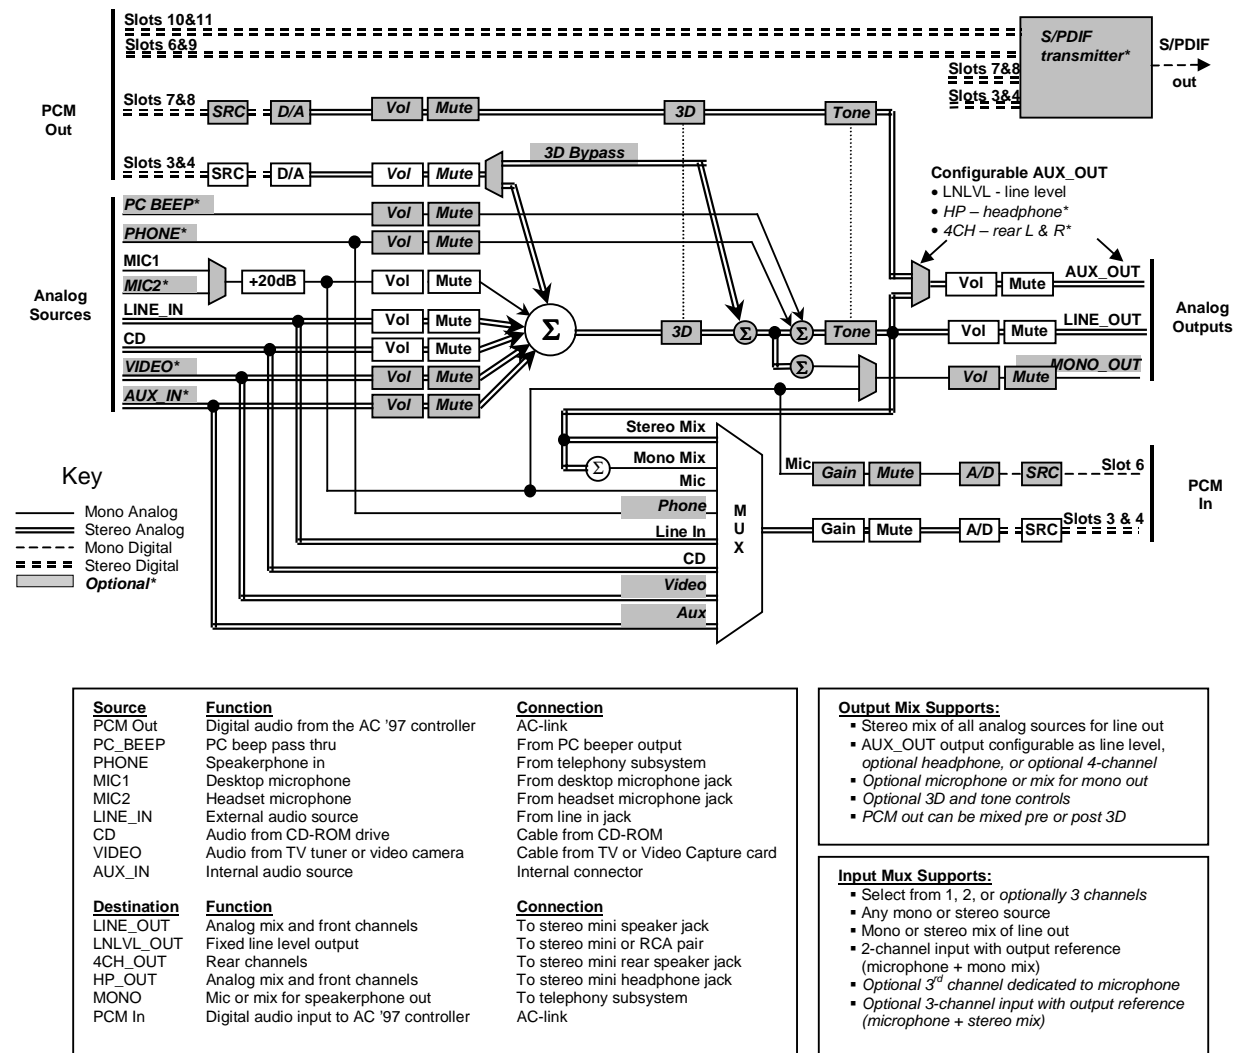 Slots 10&11
Slots 6&9
S/PDIF transmitter*
S/PDIF out
Slots 7&8
Slots 3&4
PCM Out
Slots 7&8
SRC
D/A
Vol
Mute
3D
Tone
Slots 3&4
SRC
D/A
Vol
Mute
3D Bypass
Configurable AUX_OUT
• LNLVL - line level
• HP – headphone*
• 4CH – rear L & R*
Analog Sources
PC BEEP*
Vol
Mute
PHONE*
Vol
Mute
MIC1
MIC2*
+20dB
Vol
Mute
LINE_IN
Vol
Mute
CD
Vol
Mute
VIDEO*
Vol
Mute
AUX_IN*
Vol
Mute
Σ
3D
Σ
Σ
Tone
Σ
Vol
Mute
AUX_OUT
Vol
Mute
LINE_OUT
Vol
Mute
MONO_OUT
Analog Outputs
Stereo Mix
Mono Mix
Σ
Mic
Phone
Line In
CD
Video
Aux
MUX
Mic
Gain
Mute
A/D
SRC
Slot 6
Gain
Mute
A/D
SRC
Slots 3 & 4
PCM In
Key
Mono Analog
Stereo Analog
Mono Digital
Stereo Digital
Optional*
Source Function Connection
PCM Out Digital audio from the AC '97 controller AC-link
PC_BEEP PC beep pass thru From PC beeper output
PHONE Speakerphone in From telephony subsystem
MIC1 Desktop microphone From desktop microphone jack
MIC2 Headset microphone From headset microphone jack
LINE_IN External audio source From line in jack
CD Audio from CD-ROM drive Cable from CD-ROM
VIDEO Audio from TV tuner or video camera Cable from TV or Video Capture card
AUX_IN Internal audio source Internal connector
Destination Function Connection
LINE_OUT Analog mix and front channels To stereo mini speaker jack
LNLVL_OUT Fixed line level output To stereo mini or RCA pair
4CH_OUT Rear channels To stereo mini rear speaker jack
HP_OUT Analog mix and front channels To stereo mini headphone jack
MONO Mic or mix for speakerphone out To telephony subsystem
PCM In Digital audio input to AC '97 controller AC-link
Output Mix Supports:
▪ Stereo mix of all analog sources for line out
▪ AUX_OUT output configurable as line level,
optional headphone, or optional 4-channel
▪ Optional microphone or mix for mono out
▪ Optional 3D and tone controls
▪ PCM out can be mixed pre or post 3D
Input Mux Supports:
▪ Select from 1, 2, or optionally 3 channels
▪ Any mono or stereo source
▪ Mono or stereo mix of line out
▪ 2-channel input with output reference
(microphone + mono mix)
▪ Optional 3rd channel dedicated to microphone
▪ Optional 3-channel input with output reference
(microphone + stereo mix)